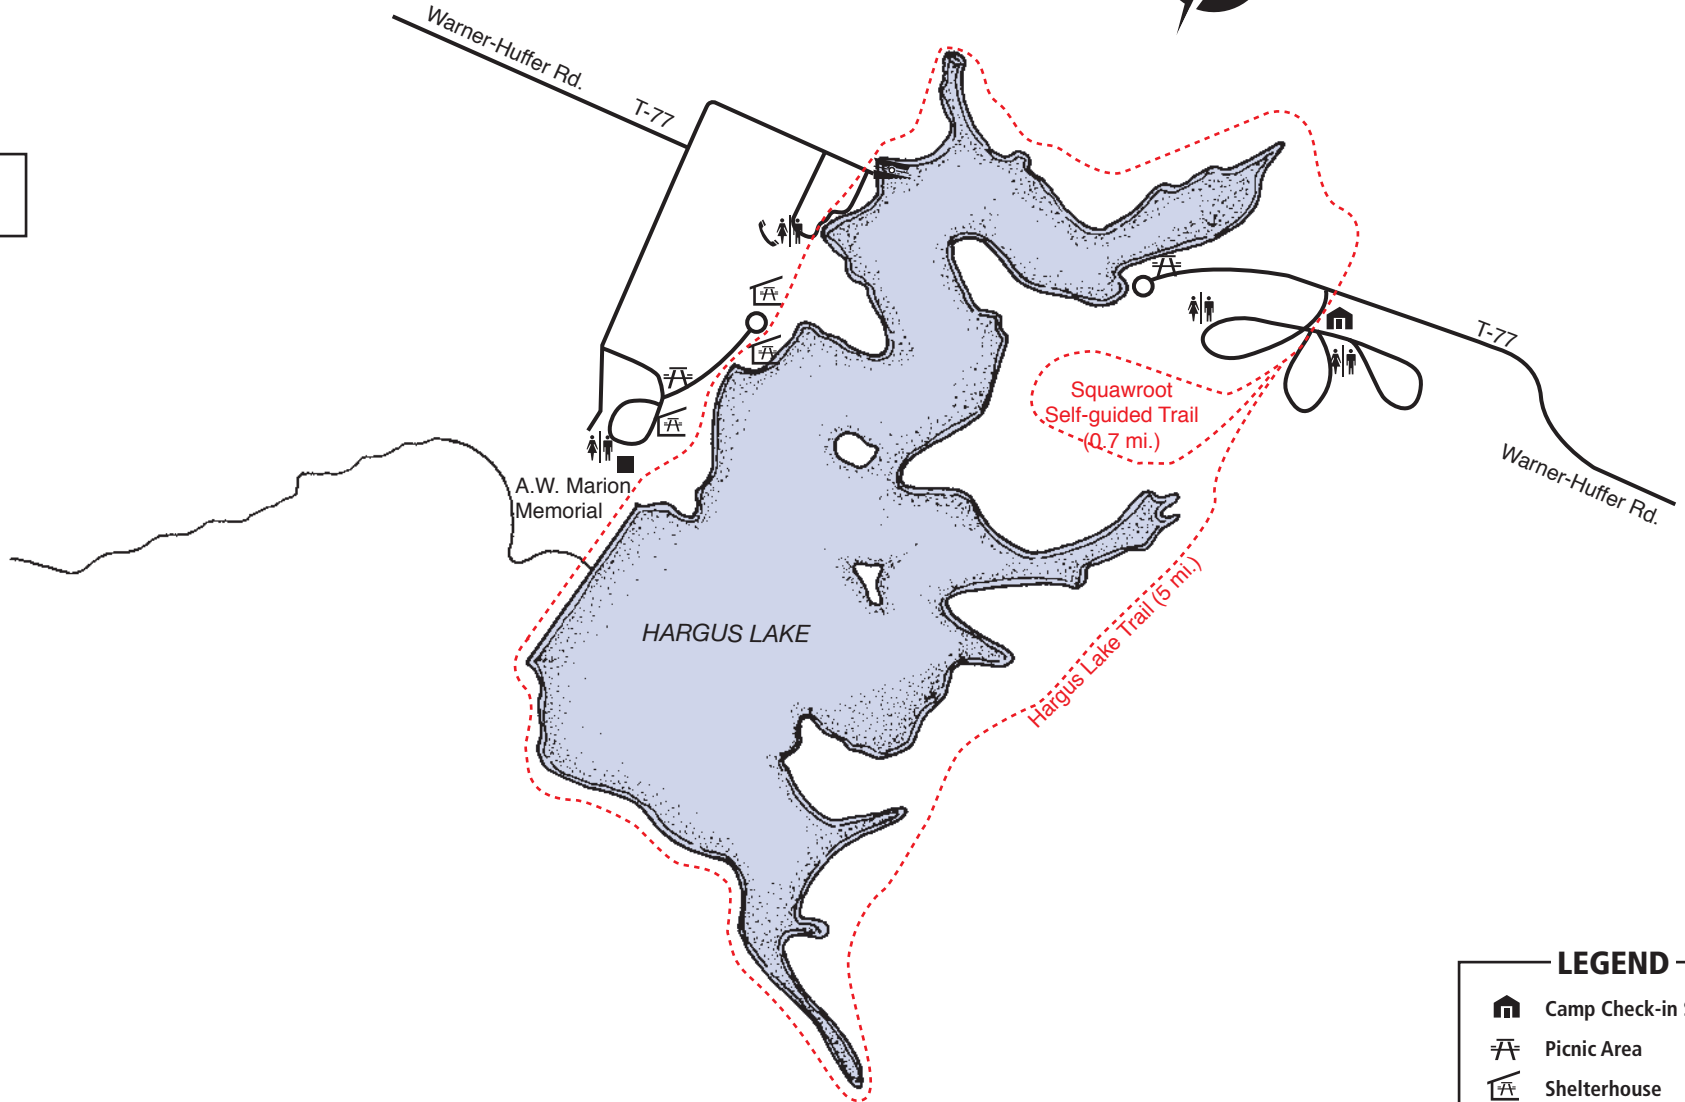 Warner-Huffer Rd.
T-77
T-77
Squawroot
Self-guided Trail
(0.7 mi.)
Warner-Huffer Rd.
A.W. Marion
Memorial
Hargus Lake Trail (5 mi.)
HARGUS LAKE
LEGEND
Camp Check-in
Picnic Area
Shelterhouse